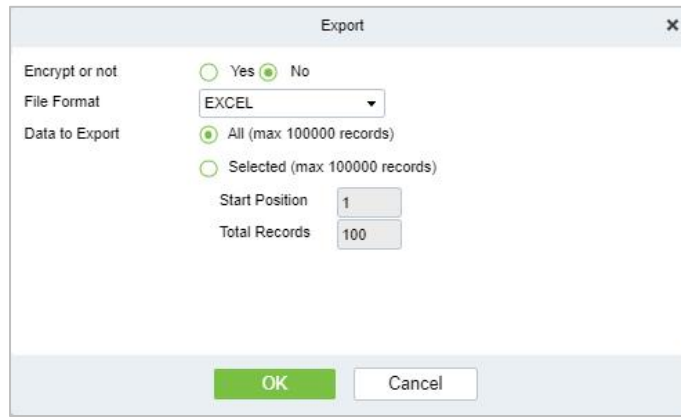 Export
Encrypt or not Yes No
File Format EXCEL
Data to Export All (max 100000 records)
Selected (max 100000 records)
Start Position 1
Total Records 100
OK Cancel